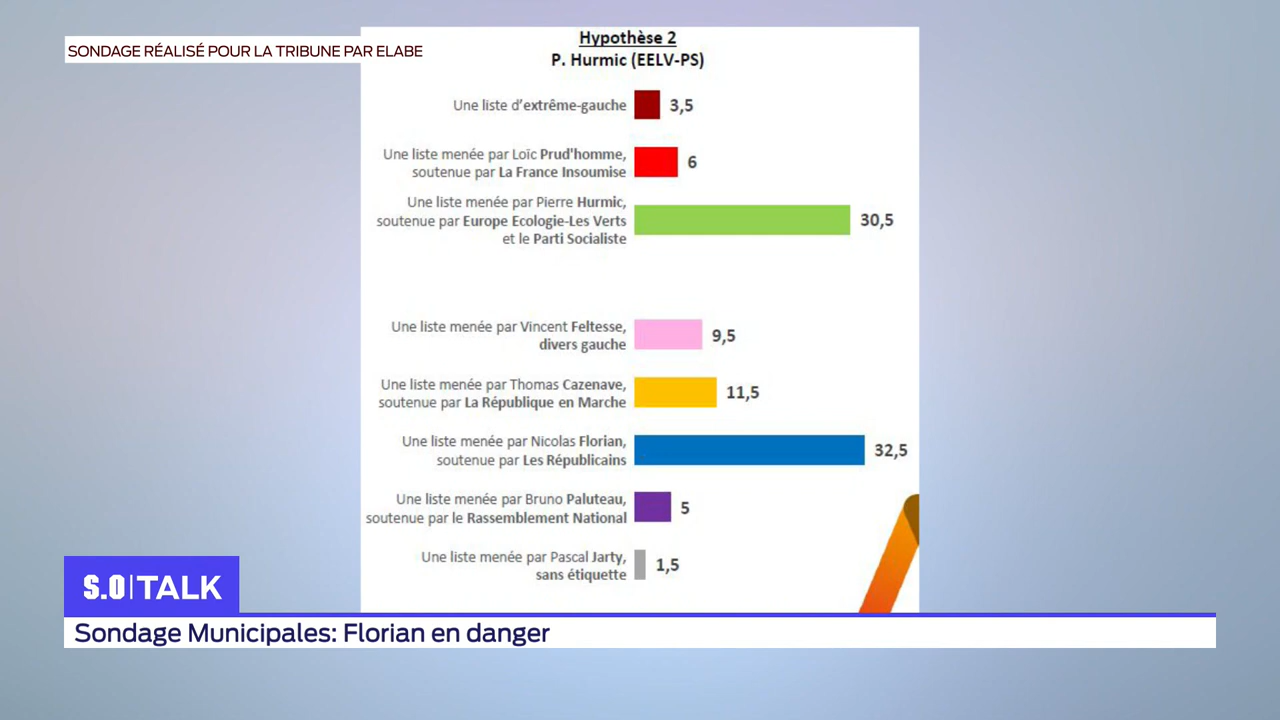 SONDAGE RÉALISÉ POUR LA TRIBUNE PAR ELABE
Hypothèse 2
P. Hurmic (EELV-PS)
Une liste d'extrême-gauche 3,5
Une liste menée par Loïc Prud'homme,
soutenue par La France Insoumise
6
Une liste menée par Pierre Hurmic,
soutenue par Europe Ecologie-Les Verts
et le Parti Socialiste
30,5
Une liste menée par Vincent Feltesse,
divers gauche
9,5
Une liste menée par Thomas Cazenave,
soutenue par La République en Marche
11,5
Une liste menée par Nicolas Florian,
soutenue par Les Républicains
32,5
Une liste menée par Bruno Paluteau,
soutenue par le Rassemblement National
5
Une liste menée par Pascal Jarty,
sans étiquette
1,5
S.O TALK
Sondage Municipales: Florian en danger